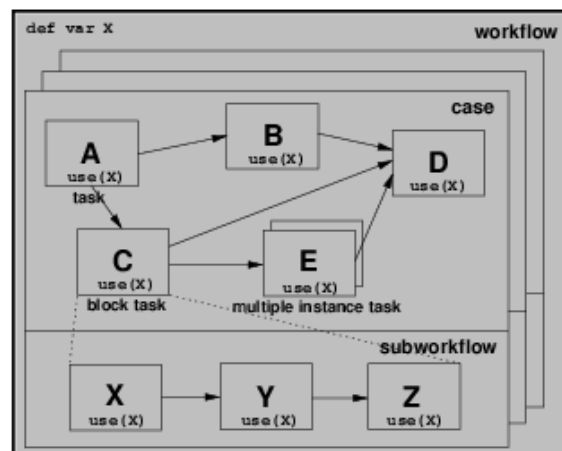 def var X
workflow
case
A
use(X)
task
B
use(X)
D
use(X)
C
use(X)
block task
E
use(X)
multiple instance task
subworkflow
X
use(X)
Y
use(X)
Z
use(X)